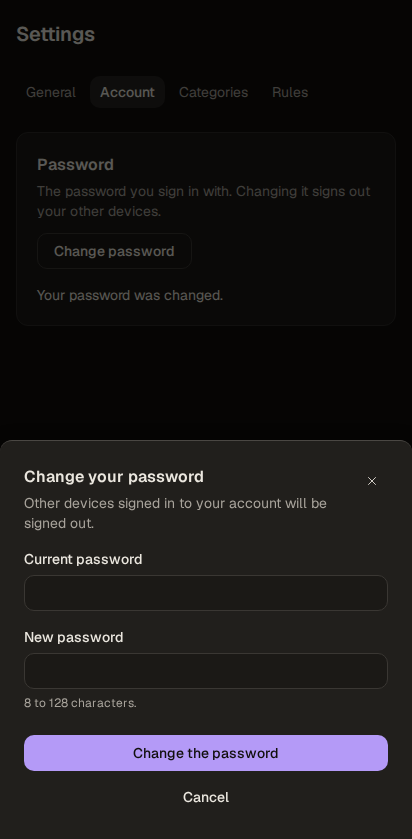 Settings
General Account Categories Rules
Password
The password you sign in with. Changing it signs out
your other devices.
Change password
Your password was changed.
Change your password
Other devices signed in to your account will be
signed out.
Current password
New password
8 to 128 characters.
Change the password
Cancel